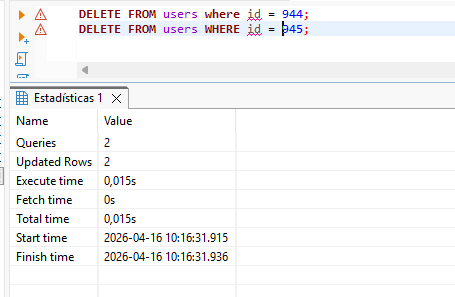 DELETE FROM users where id = 944;
DELETE FROM users WHERE id = 945;
Estadísticas 1
Name Value
Queries 2
Updated Rows 2
Execute time 0,015s
Fetch time 0s
Total time 0,015s
Start time 2026-04-16 10:16:31.915
Finish time 2026-04-16 10:16:31.936